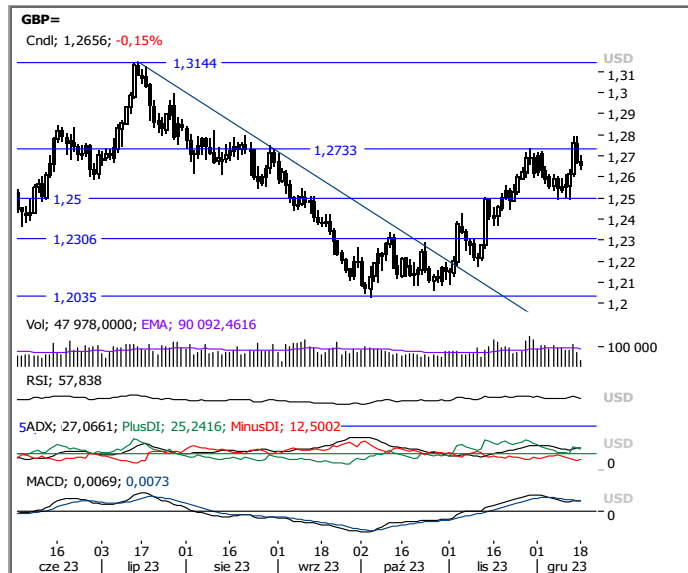 GBP=
Cndl; 1,2656; -0,15%
USD
1,3144
1,31
1,3
1,29
1,28
1,2733
1,27
1,26
1,25
1,25
1,24
1,2306
1,23
1,22
1,21
1,2035
1,2
Vol; 47 978,0000; EMA; 90 092,4616
100 000
RSI; 57,838
USD
5ADX; 27,0661; PlusDI; 25,2416; MinusDI; 12,5002
USD
0
MACD; 0,0069; 0,0073
USD
0
16 03 17 01 16 01 18 02 16 01 16 01 18
cze 23 lip 23 sie 23 wrz 23 paź 23 lis 23 gru 23